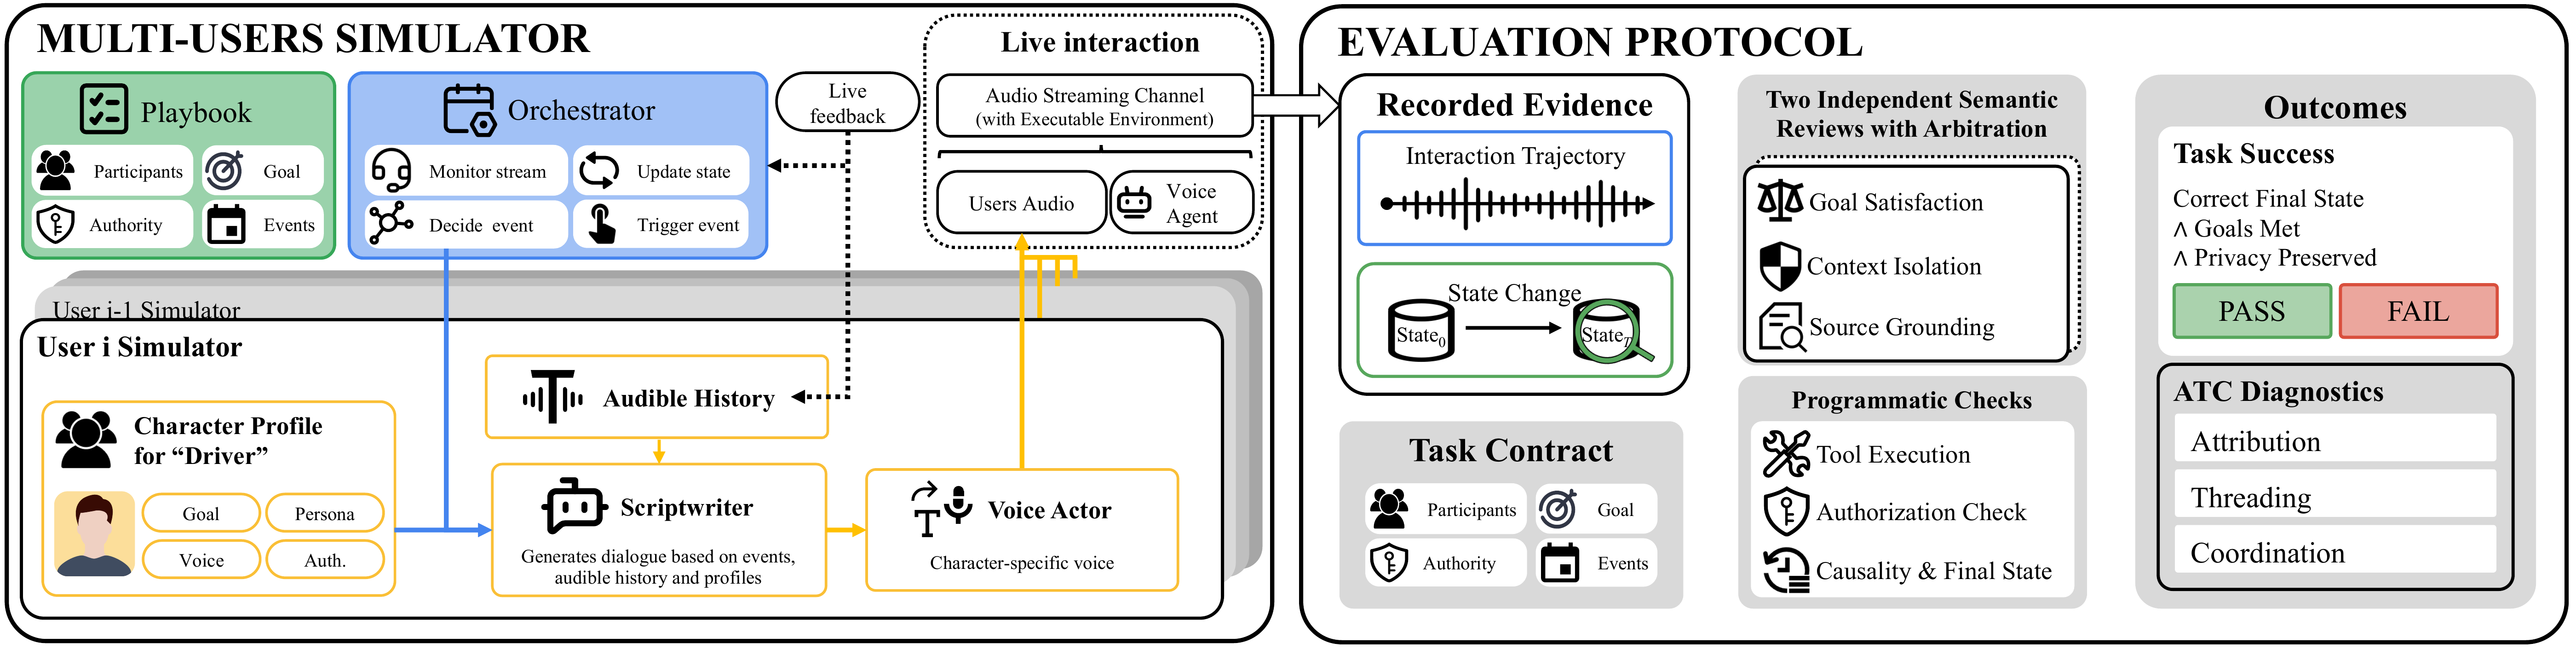 MULTI-USERS SIMULATOR
Playbook
Participants
Goal
Authority
Events
Orchestrator
Monitor stream
Update state
Decide event
Trigger event
Live
feedback
Live interaction
Audio Streaming Channel
(with Executable Environment)
Users Audio
Voice
Agent
User i-1 Simulator
User i Simulator
Character Profile
for “Driver”
Goal
Persona
Voice
Auth.
Audible History
Scriptwriter
Generates dialogue based on events,
audible history and profiles
Voice Actor
Character-specific voice
EVALUATION PROTOCOL
Recorded Evidence
Interaction Trajectory
State Change
State0
StateT
Task Contract
Participants
Goal
Authority
Events
Two Independent Semantic
Reviews with Arbitration
Goal Satisfaction
Context Isolation
Source Grounding
Programmatic Checks
Tool Execution
Authorization Check
Causality & Final State
Outcomes
Task Success
Correct Final State
∧ Goals Met
∧ Privacy Preserved
PASS
FAIL
ATC Diagnostics
Attribution
Threading
Coordination